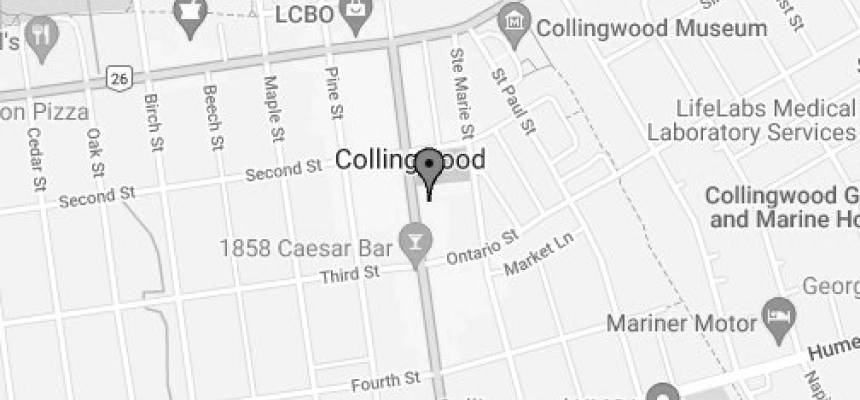 LCBO
Collingwood Museum
26
Pine St
Ste Marie St
St Paul St
Maple St
Beech St
Birch St
Oak St
Cedar St
on Pizza
LifeLabs Medical
Laboratory Services
Second St
Second St
Collingwood
Collingwood G
and Marine Ho
1858 Caesar Bar
Ontario St
Market Ln
Third St
Georg
Mariner Motor
Hume
Fourth St